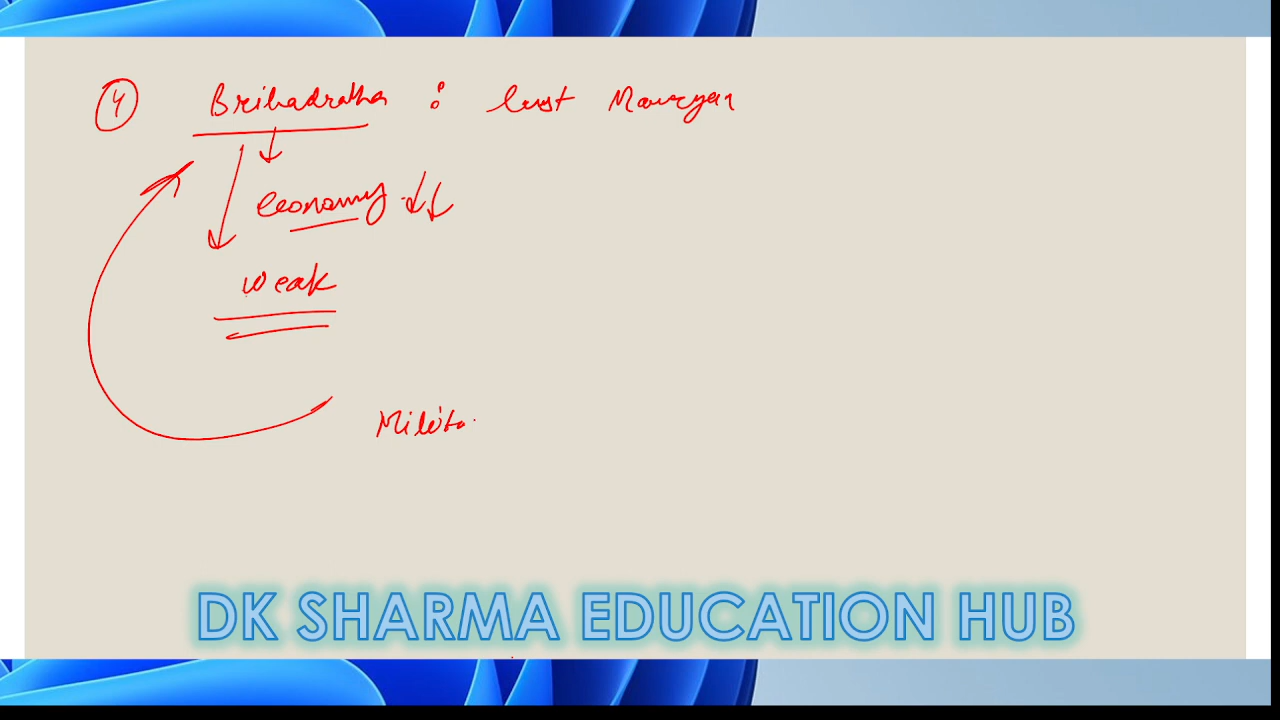 4 Brihadratha : last Mauryan
economy ↓↓
weak
Milita
DK SHARMA EDUCATION HUB